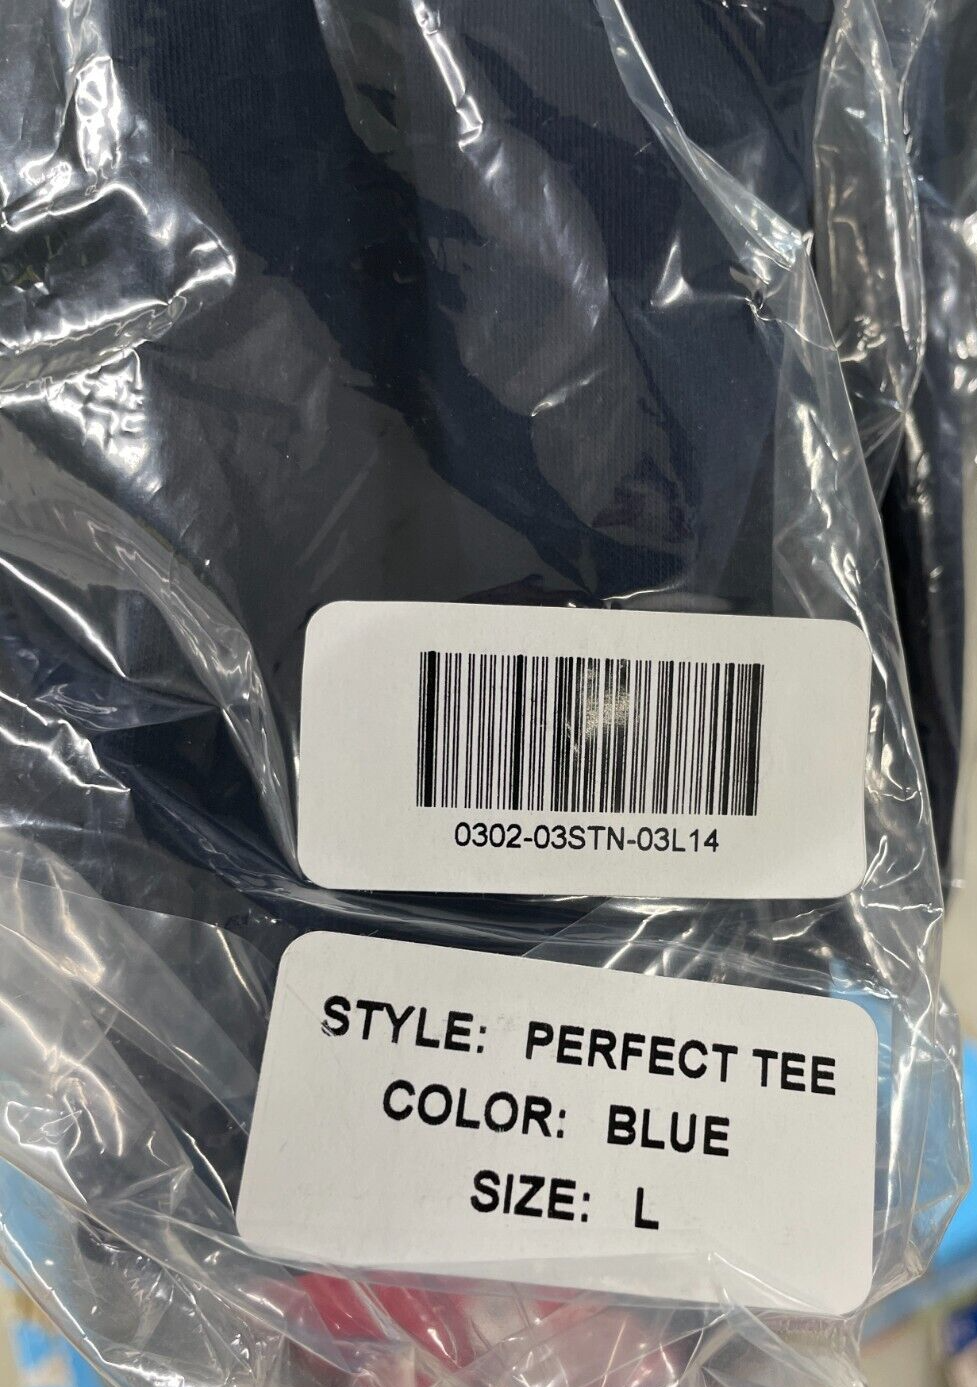 0302-03STN-03L14
STYLE: PERFECT TEE
COLOR: BLUE
SIZE: L